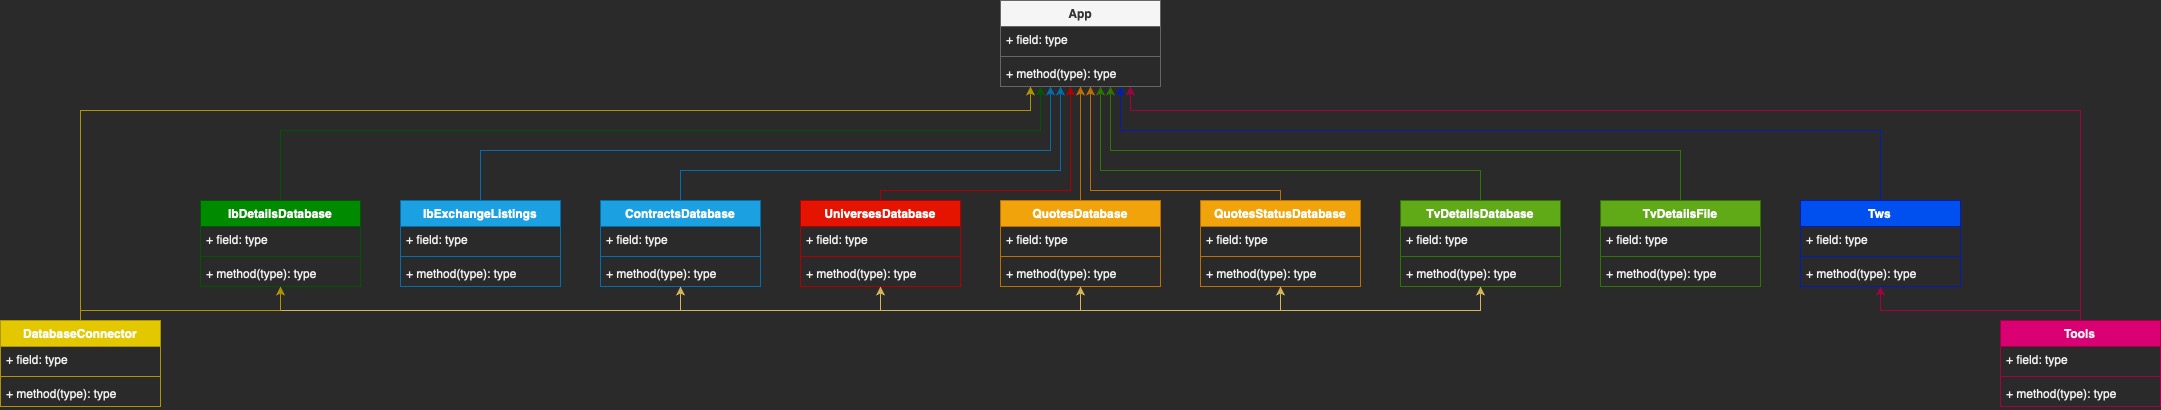 App
+ field: type
+ method(type): type
IbDetailsDatabase
+ field: type
+ method(type): type
IbExchangeListings
+ field: type
+ method(type): type
ContractsDatabase
+ field: type
+ method(type): type
UniversesDatabase
+ field: type
+ method(type): type
QuotesDatabase
+ field: type
+ method(type): type
QuotesStatusDatabase
+ field: type
+ method(type): type
TvDetailsDatabase
+ field: type
+ method(type): type
TvDetailsFile
+ field: type
+ method(type): type
Tws
+ field: type
+ method(type): type
DatabaseConnector
+ field: type
+ method(type): type
Tools
+ field: type
+ method(type): type